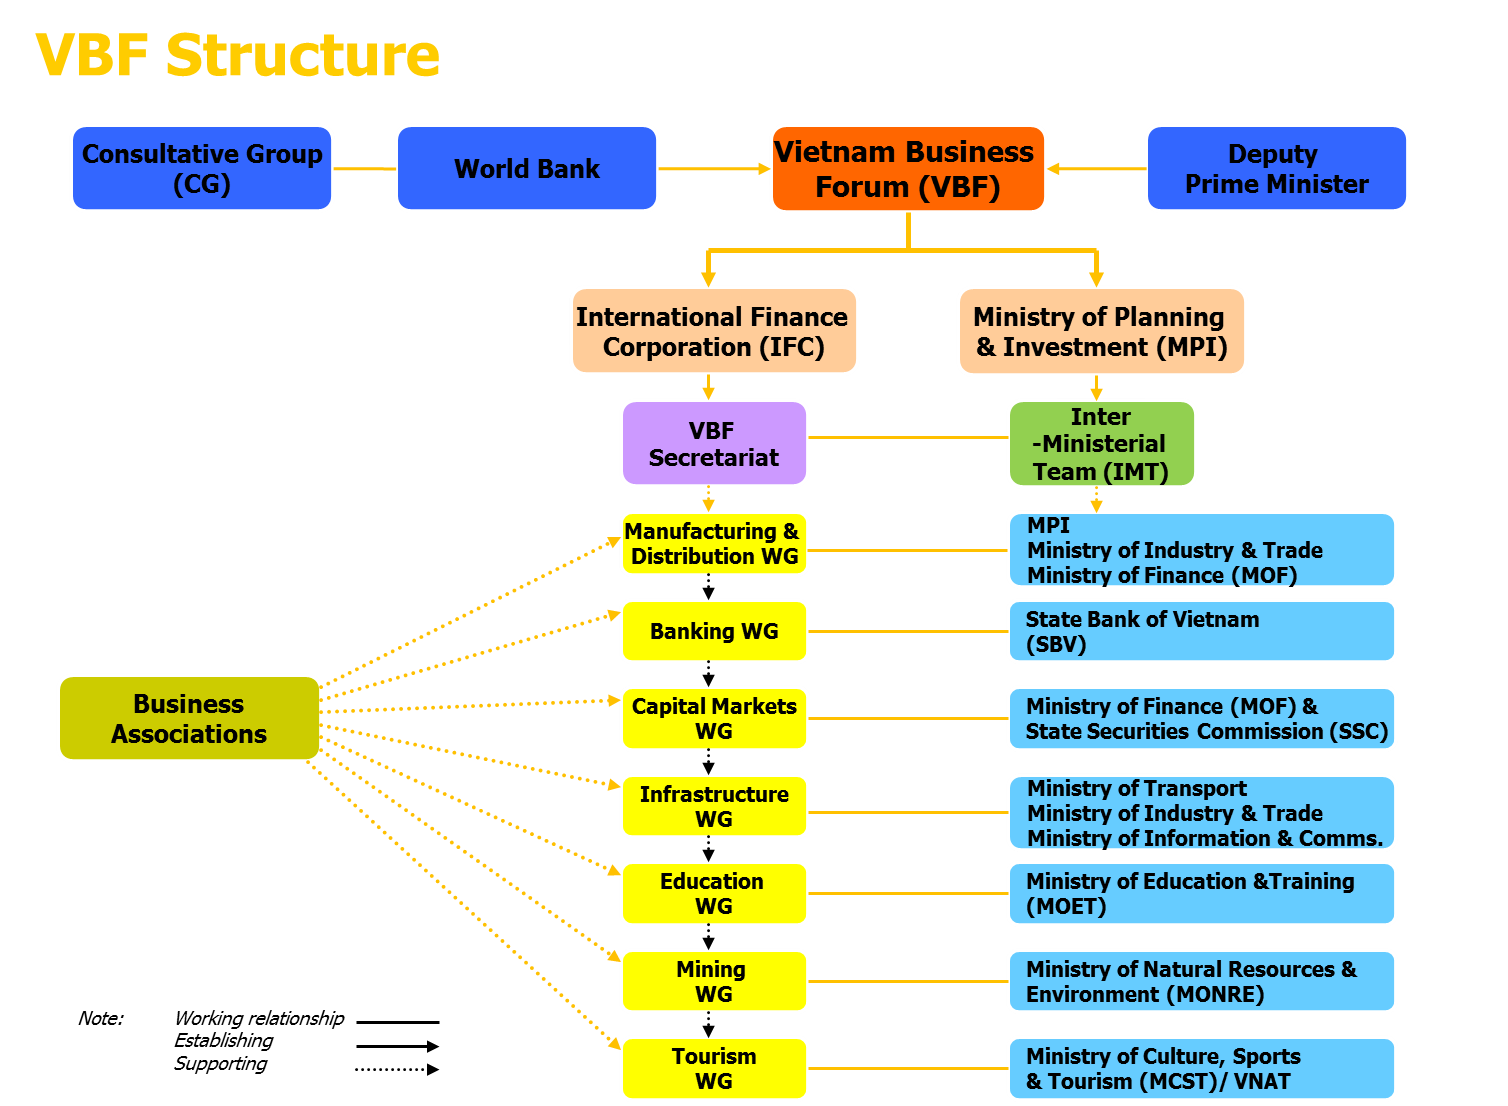 VBF Structure
Consultative Group
(CG)
World Bank
Vietnam Business
Forum (VBF)
Deputy
Prime Minister
International Finance
Corporation (IFC)
Ministry of Planning
& Investment (MPI)
VBF
Secretariat
Inter
-Ministerial
Team (IMT)
Manufacturing &
Distribution WG
MPI
Ministry of Industry & Trade
Ministry of Finance (MOF)
Banking WG
State Bank of Vietnam
(SBV)
Business
Associations
Capital Markets
WG
Ministry of Finance (MOF) &
State Securities Commission (SSC)
Infrastructure
WG
Ministry of Transport
Ministry of Industry & Trade
Ministry of Information & Comms.
Education
WG
Ministry of Education &Training
(MOET)
Mining
WG
Ministry of Natural Resources &
Environment (MONRE)
Tourism
WG
Ministry of Culture, Sports
& Tourism (MCST)/ VNAT
Note: Working relationship
Establishing
Supporting